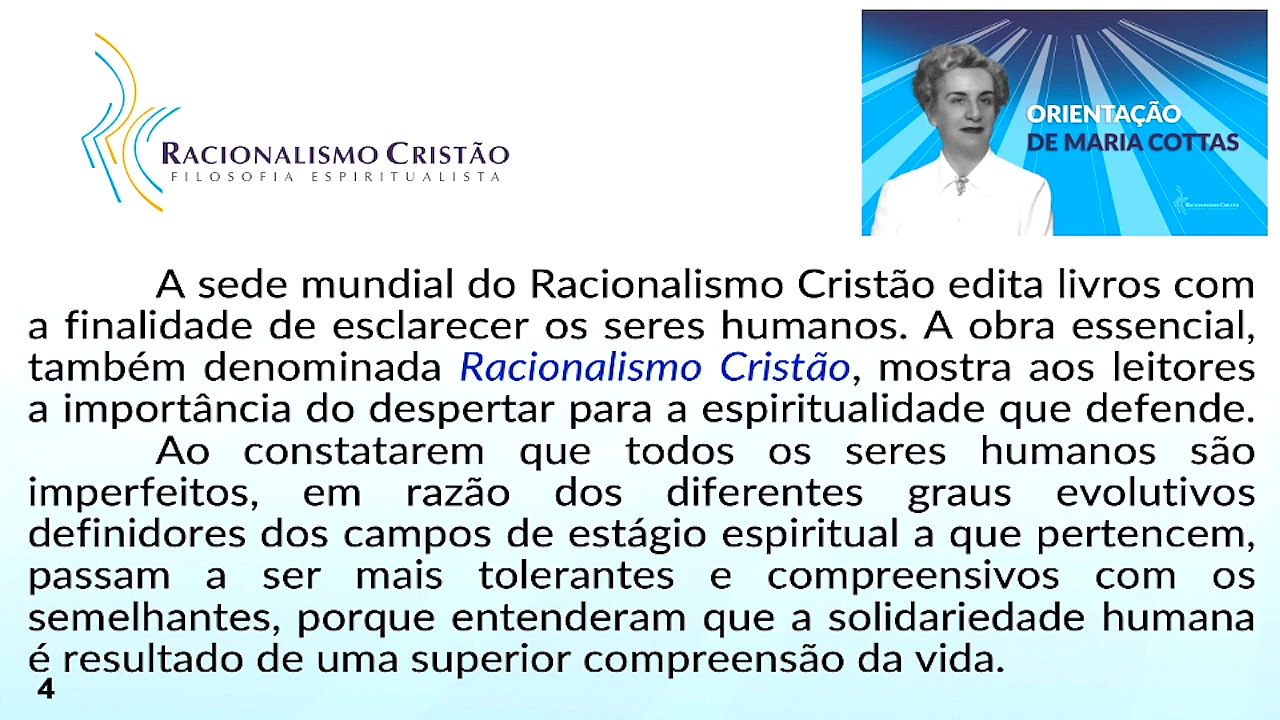 RACIONALISMO CRISTÃO
FILOSOFIA ESPIRITUALISTA
ORIENTAÇÃO
DE MARIA COTTAS
RACIONALISMO CRISTÃO
A sede mundial do Racionalismo Cristão edita livros com
a finalidade de esclarecer os seres humanos. A obra essencial,
também denominada Racionalismo Cristão, mostra aos leitores
a importância do despertar para a espiritualidade que defende.
Ao constatarem que todos os seres humanos são
imperfeitos, em razão dos diferentes graus evolutivos
definidores dos campos de estágio espiritual a que pertencem,
passam a ser mais tolerantes e compreensivos com os
semelhantes, porque entenderam que a solidariedade humana
é resultado de uma superior compreensão da vida.
4